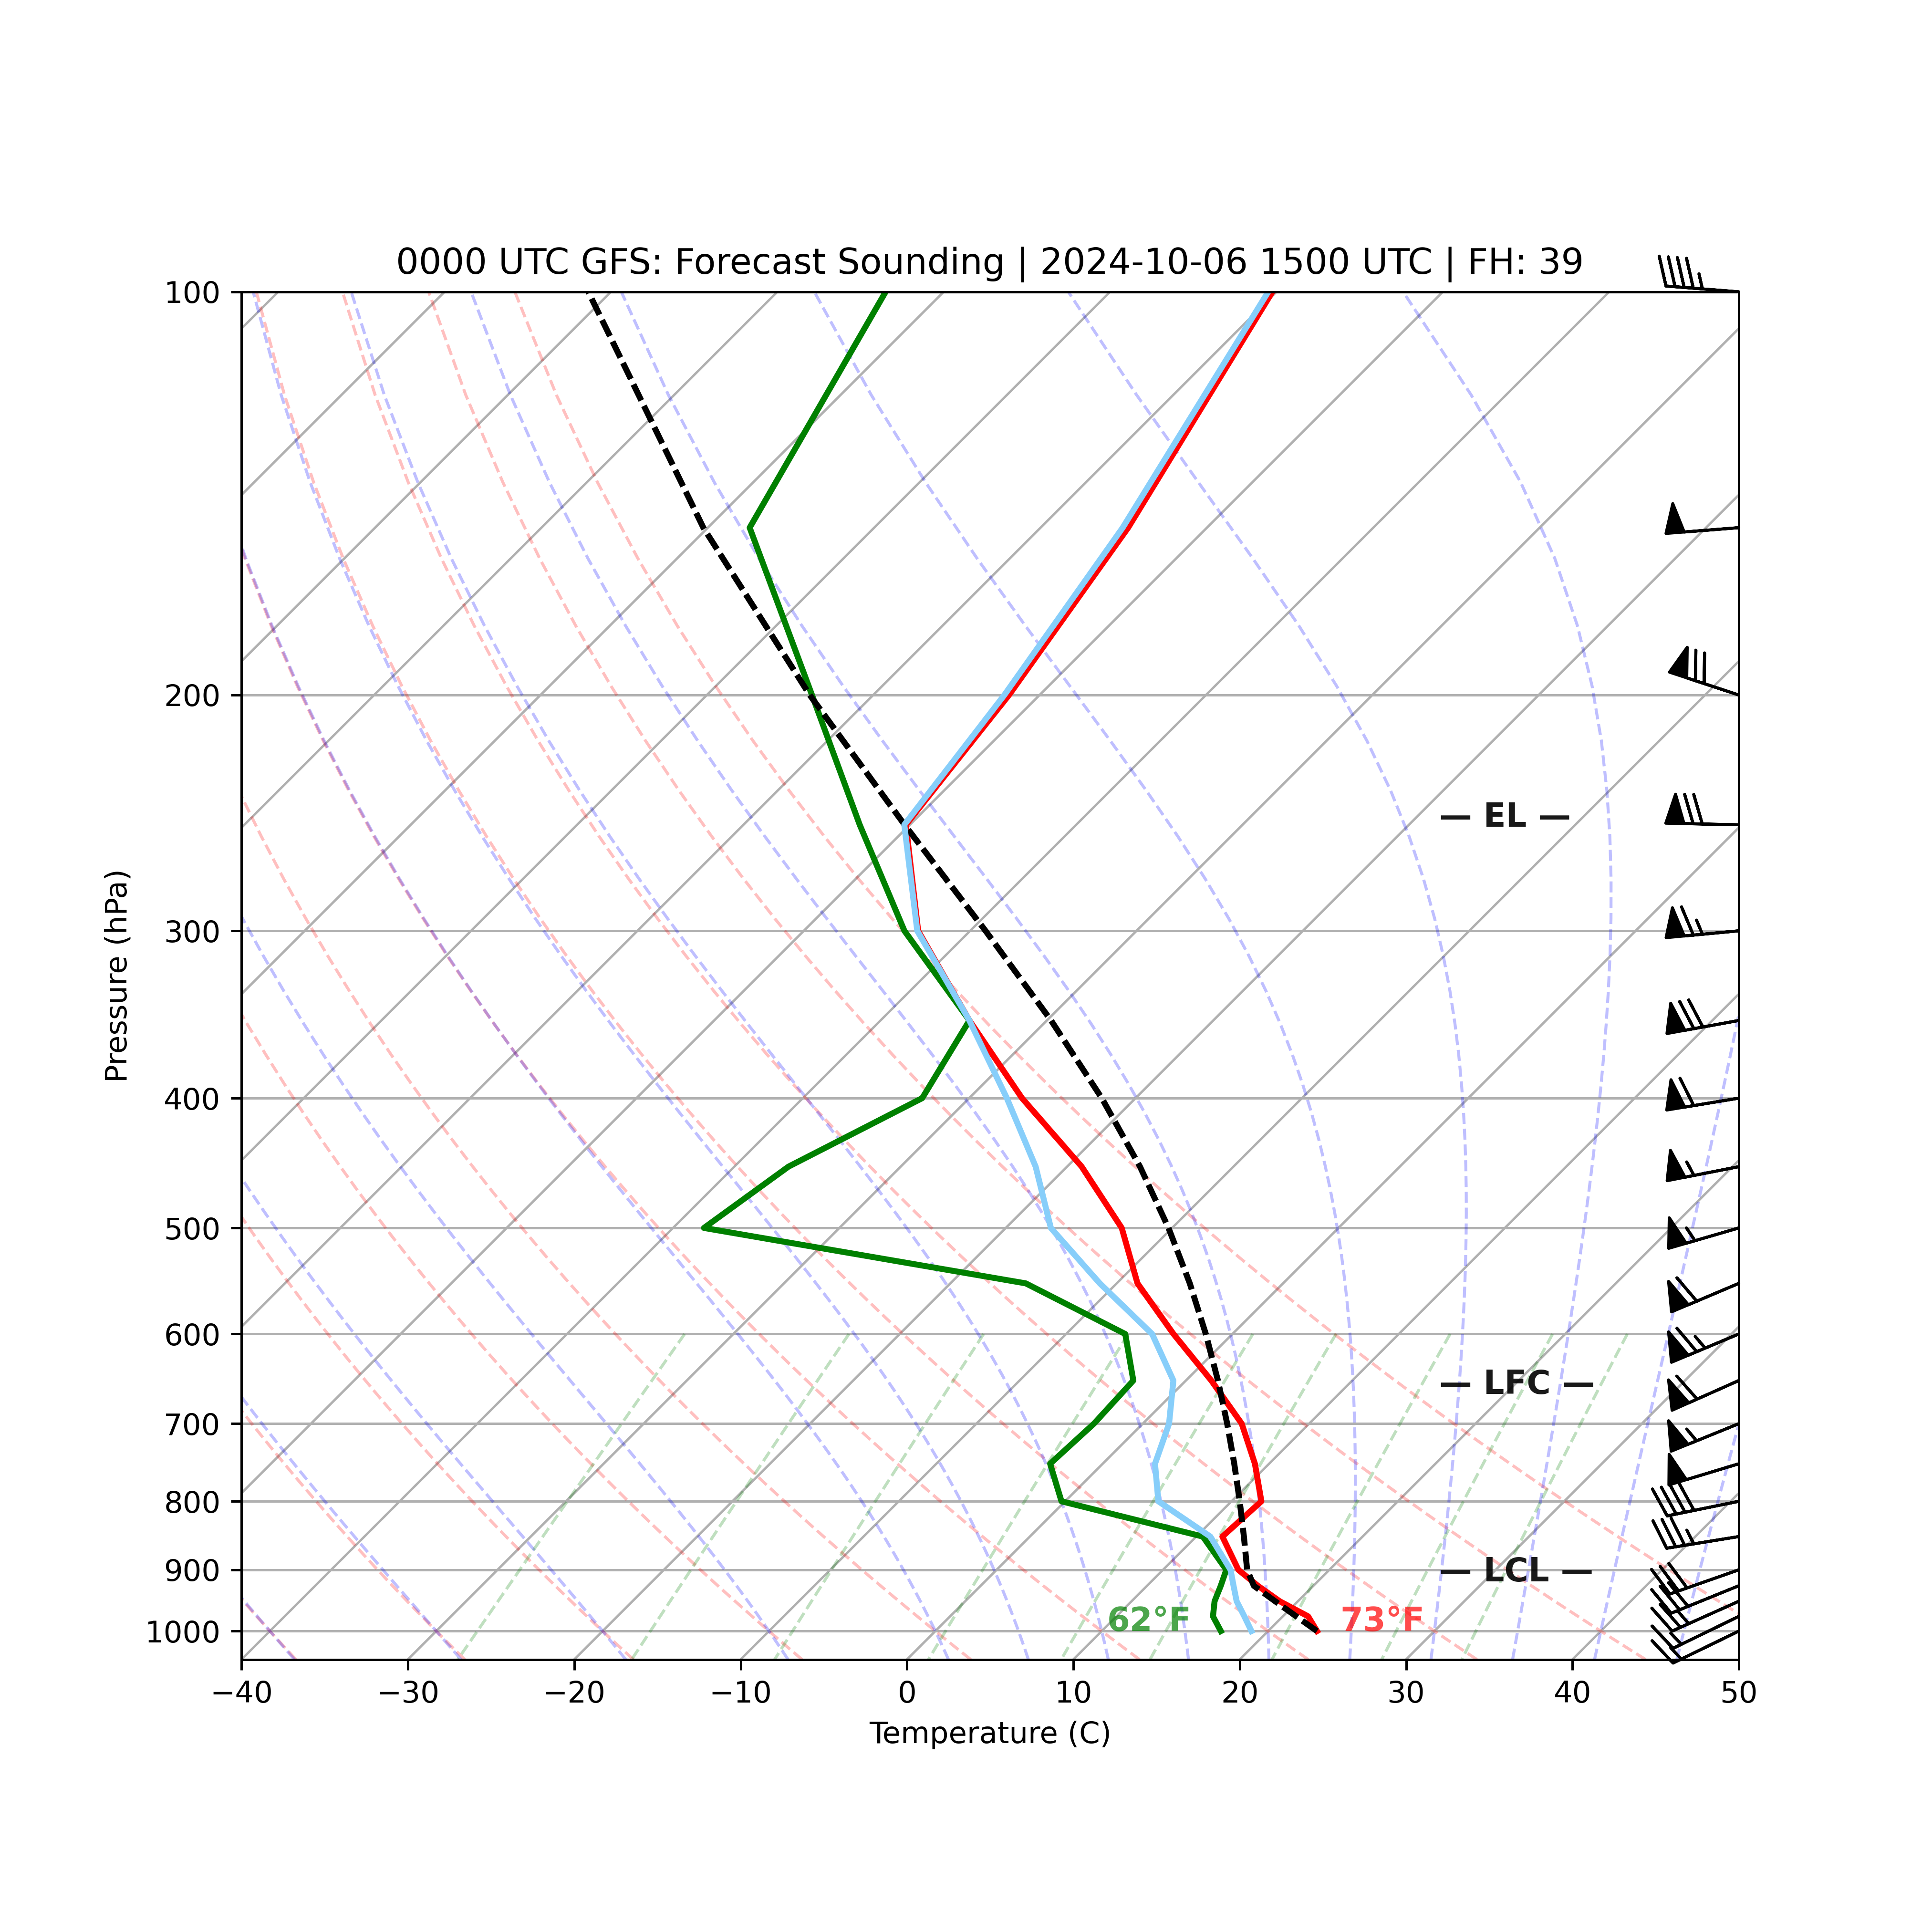 0000 UTC GFS: Forecast Sounding | 2024-10-06 1500 UTC | FH: 39
100
200
— EL —
Pressure (hPa)
300
400
500
600
— LFC —
700
800
900
— LCL —
62°F
73°F
1000
−40 −30 −20 −10 0 10 20 30 40 50
Temperature (C)